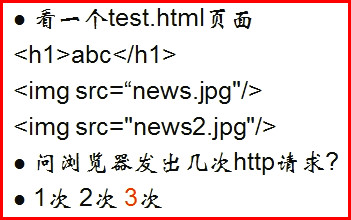 ● 看一个test.html页面
<h1>abc</h1>
<img src=“news.jpg"/>
<img src="news2.jpg"/>
● 问浏览器发出几次http请求?
● 1次 2次 3次